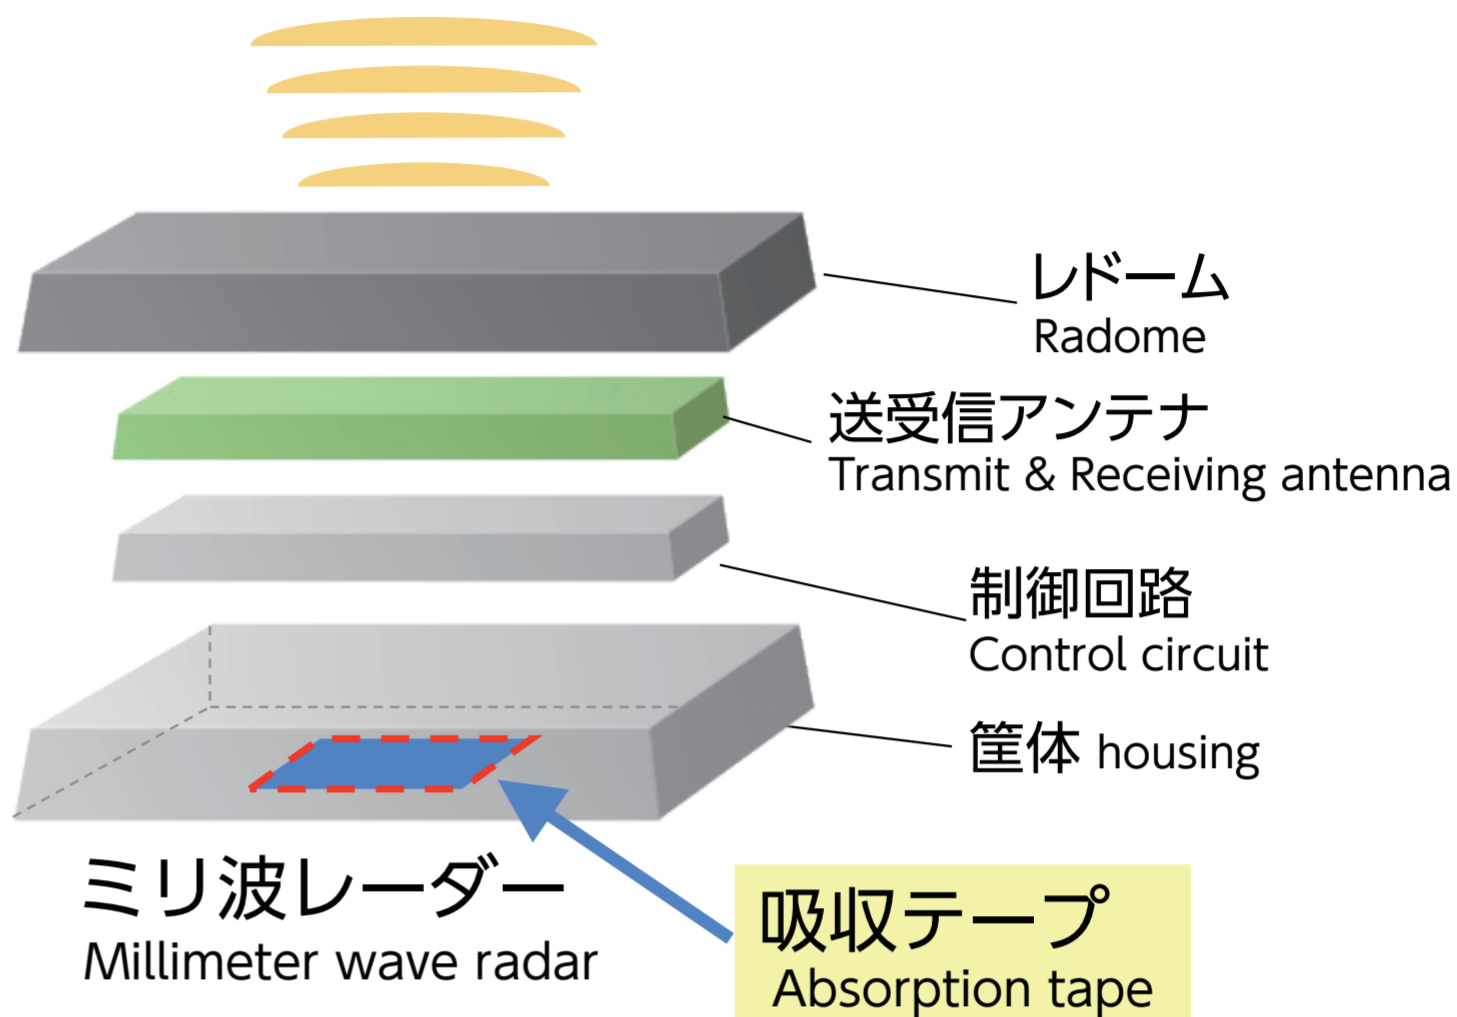 レドーム
Radome
送受信アンテナ
Transmit & Receiving antenna
制御回路
Control circuit
筐体 housing
ミリ波レーダー
Millimeter wave radar
吸収テープ
Absorption tape